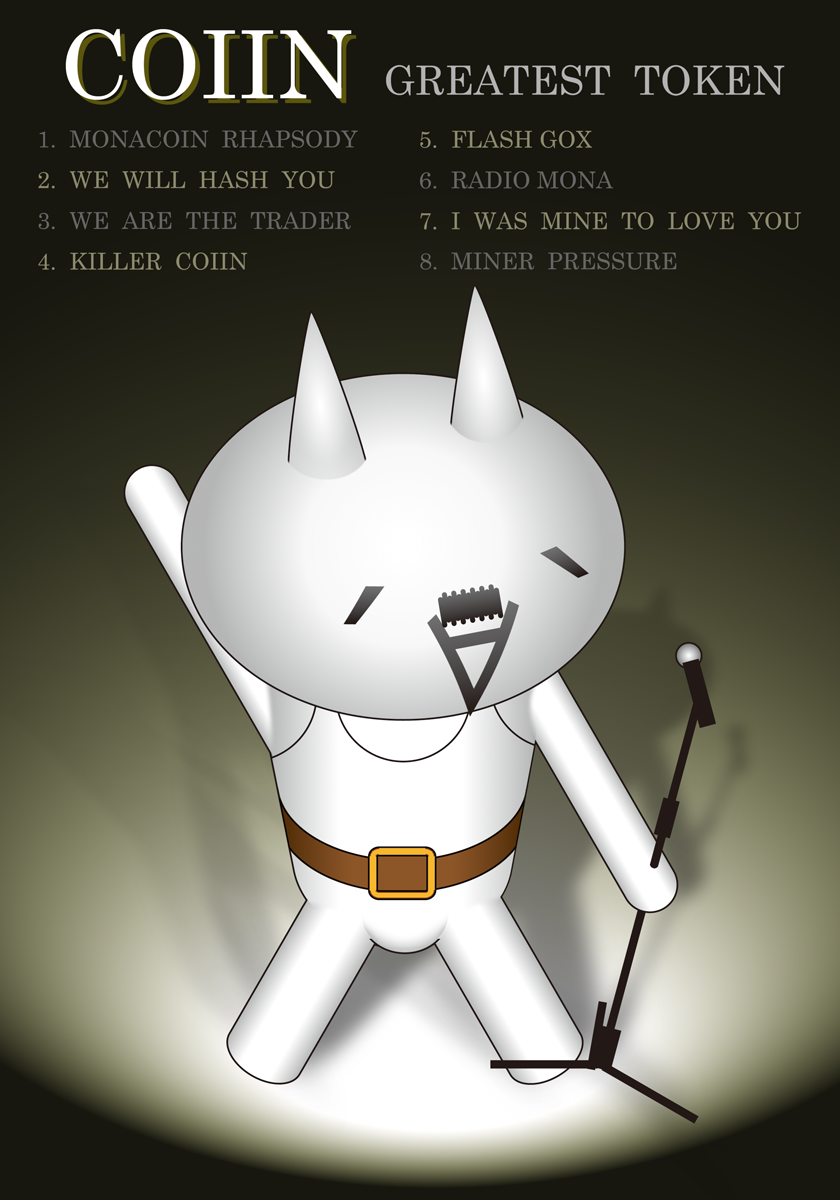 COIIN GREATEST TOKEN
1. MONACOIN RHAPSODY
2. WE WILL HASH YOU
3. WE ARE THE TRADER
4. KILLER COIIN
5. FLASH GOX
6. RADIO MONA
7. I WAS MINE TO LOVE YOU
8. MINER PRESSURE